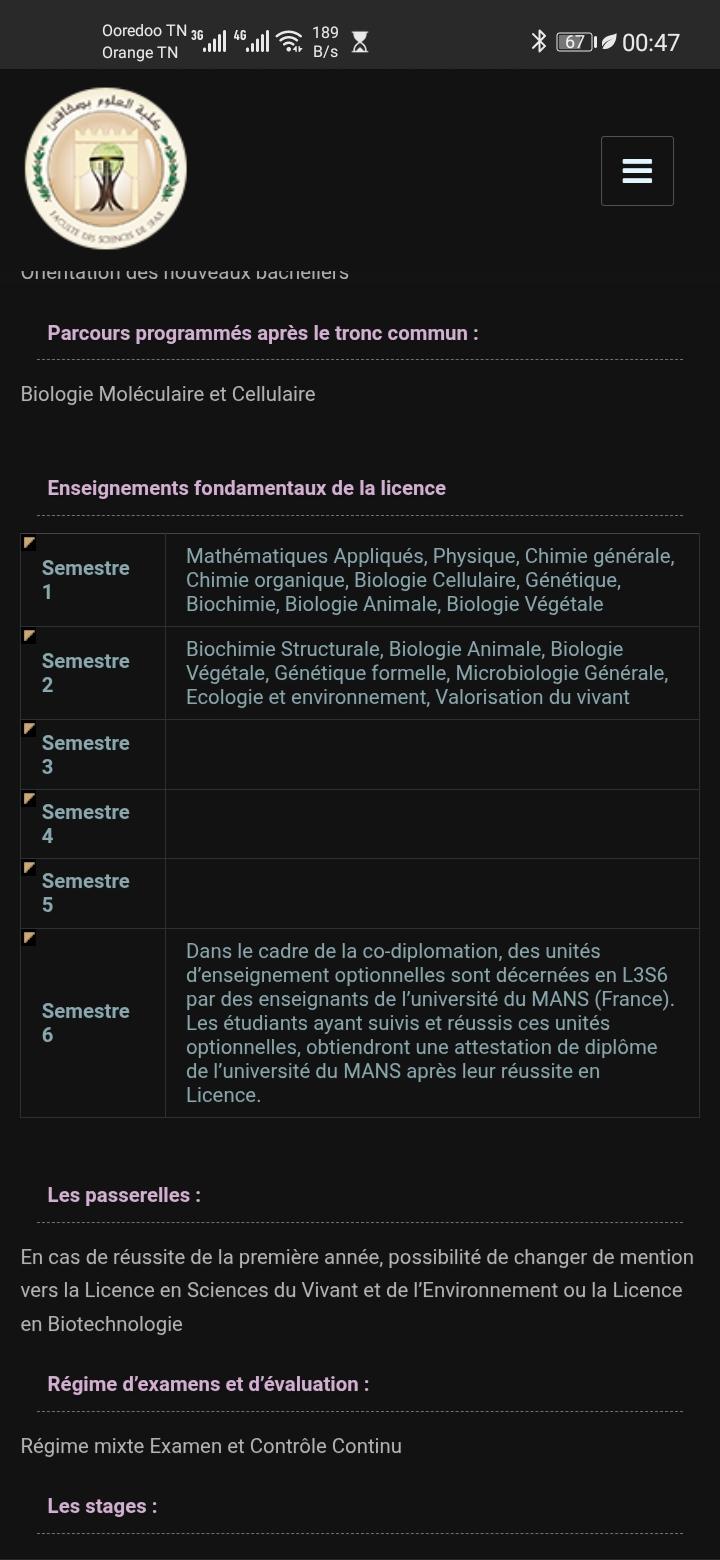 Ooredoo TN 3G 4G 189 67 00:47
Orange TN B/s
كلية العلوم بصفاقس
FACULTE DES SCIENCES DE SFAX
Orientation des nouveaux bacheliers
Parcours programmés après le tronc commun :
Biologie Moléculaire et Cellulaire
Enseignements fondamentaux de la licence
Semestre
1
Mathématiques Appliqués, Physique, Chimie générale,
Chimie organique, Biologie Cellulaire, Génétique,
Biochimie, Biologie Animale, Biologie Végétale
Semestre
2
Biochimie Structurale, Biologie Animale, Biologie
Végétale, Génétique formelle, Microbiologie Générale,
Ecologie et environnement, Valorisation du vivant
Semestre
3
Semestre
4
Semestre
5
Semestre
6
Dans le cadre de la co-diplomation, des unités
d’enseignement optionnelles sont décernées en L3S6
par des enseignants de l’université du MANS (France).
Les étudiants ayant suivis et réussis ces unités
optionnelles, obtiendront une attestation de diplôme
de l’université du MANS après leur réussite en
Licence.
Les passerelles :
En cas de réussite de la première année, possibilité de changer de mention
vers la Licence en Sciences du Vivant et de l’Environnement ou la Licence
en Biotechnologie
Régime d’examens et d’évaluation :
Régime mixte Examen et Contrôle Continu
Les stages :